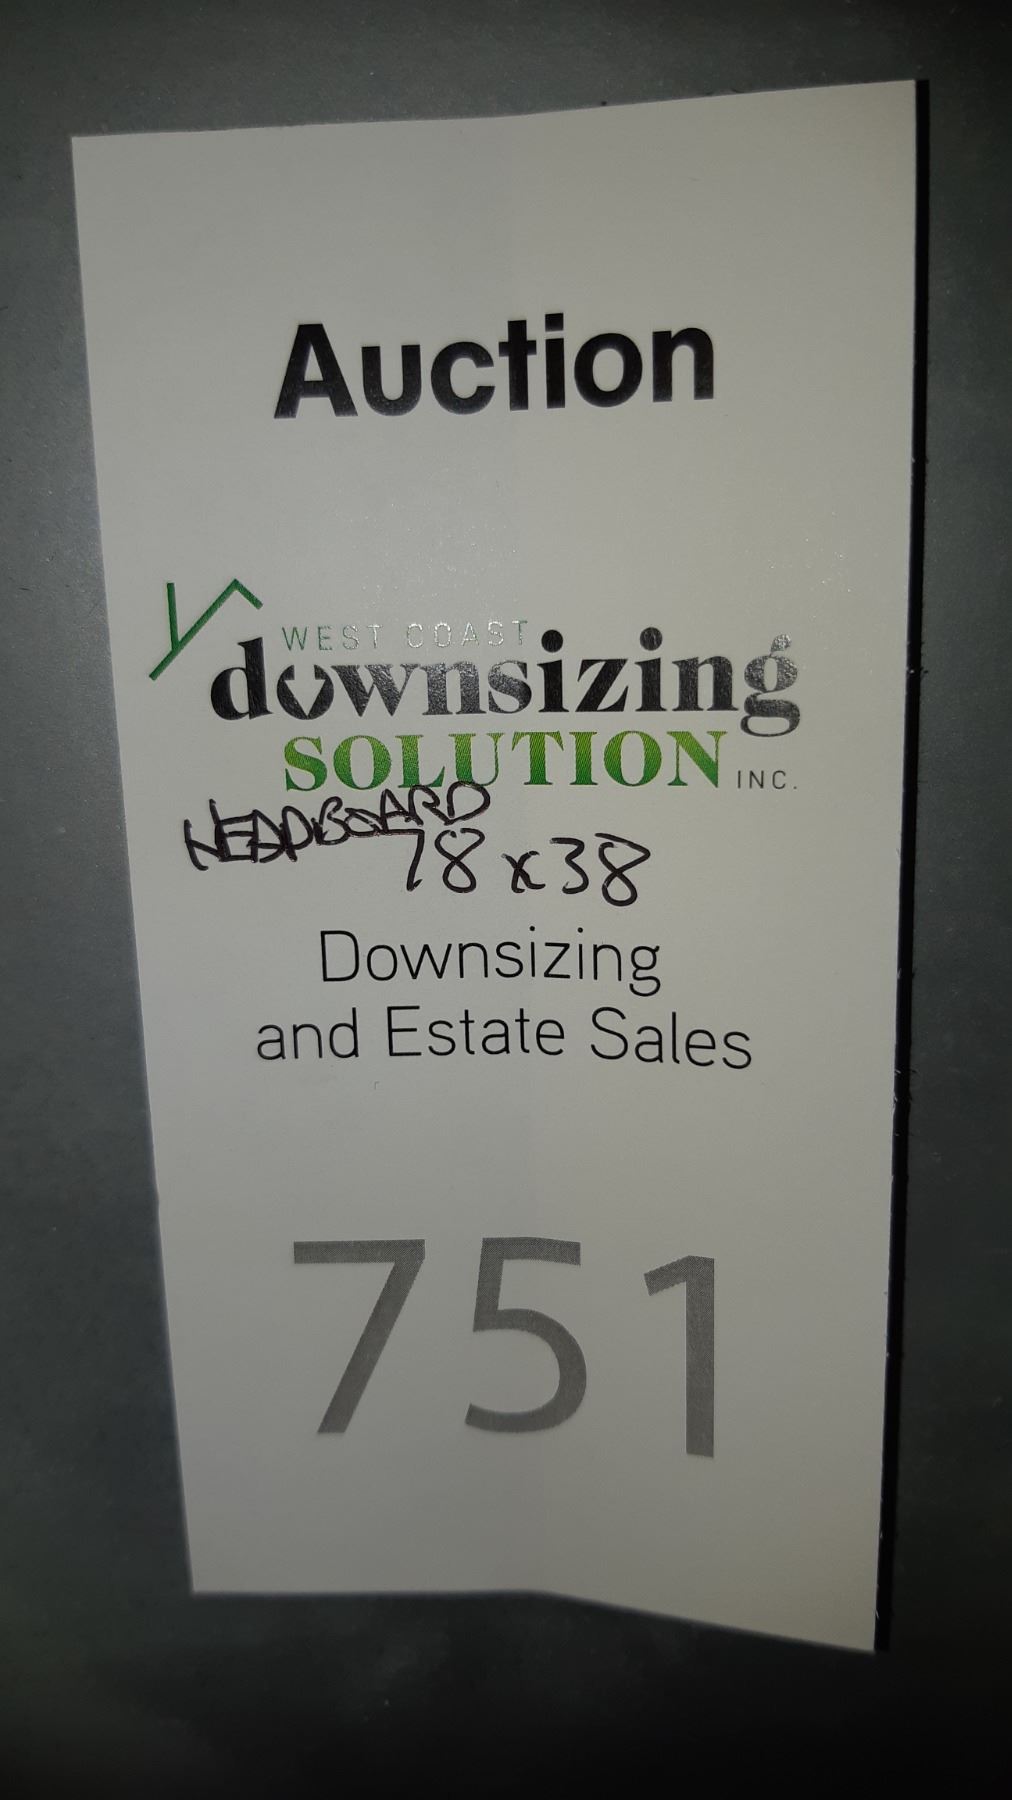 Auction
WEST COAST
downsizing
SOLUTION INC.
HEADBOARD
78 x 38
Downsizing
and Estate Sales
751